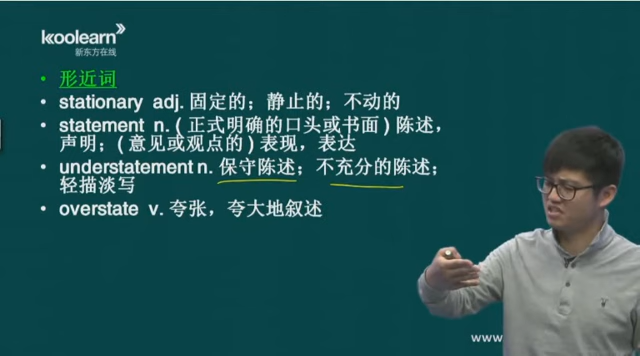 koolearn
新东方在线
• 形近词
• stationary adj. 固定的；静止的；不动的
• statement n. ( 正式明确的口头或书面 ) 陈述，
声明；( 意见或观点的 ) 表现，表达
• understatement n. 保守陈述；不充分的陈述；
轻描淡写
• overstate v. 夸张，夸大地叙述
www.